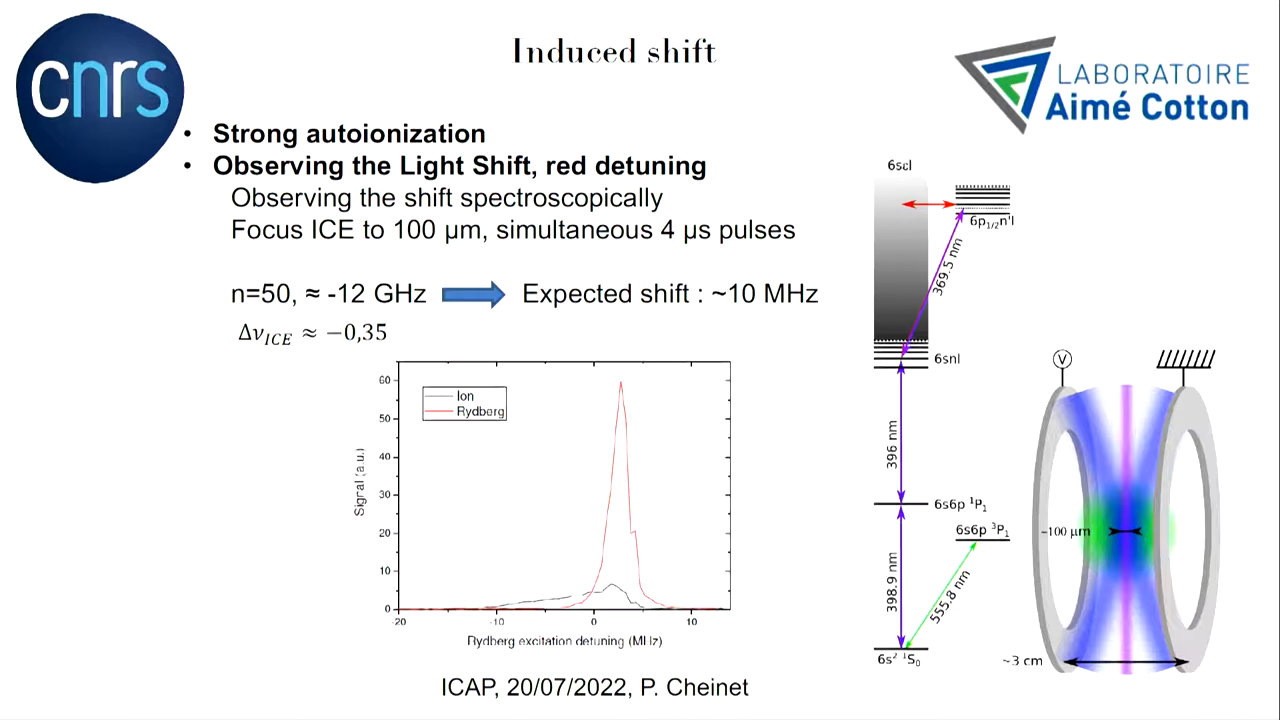 cnrs
Induced shift
LABORATOIRE
Aimé Cotton
• Strong autoionization
• Observing the Light Shift, red detuning
Observing the shift spectroscopically
Focus ICE to 100 µm, simultaneous 4 µs pulses
n=50, ≈ -12 GHz
Expected shift : ~10 MHz
Δν_ICE ≈ −0,35
Ion
Rydberg
Signal (a.u.)
60
50
40
30
20
10
0
-20
-10
0
10
Rydberg excitation detuning (MHz)
6sεl
6p1/2n'l
369.5 nm
6snl
396 nm
6s6p ¹P₁
6s6p ³P₁
398.9 nm
555.8 nm
6s² ¹S₀
V
~100 µm
~3 cm
ICAP, 20/07/2022, P. Cheinet